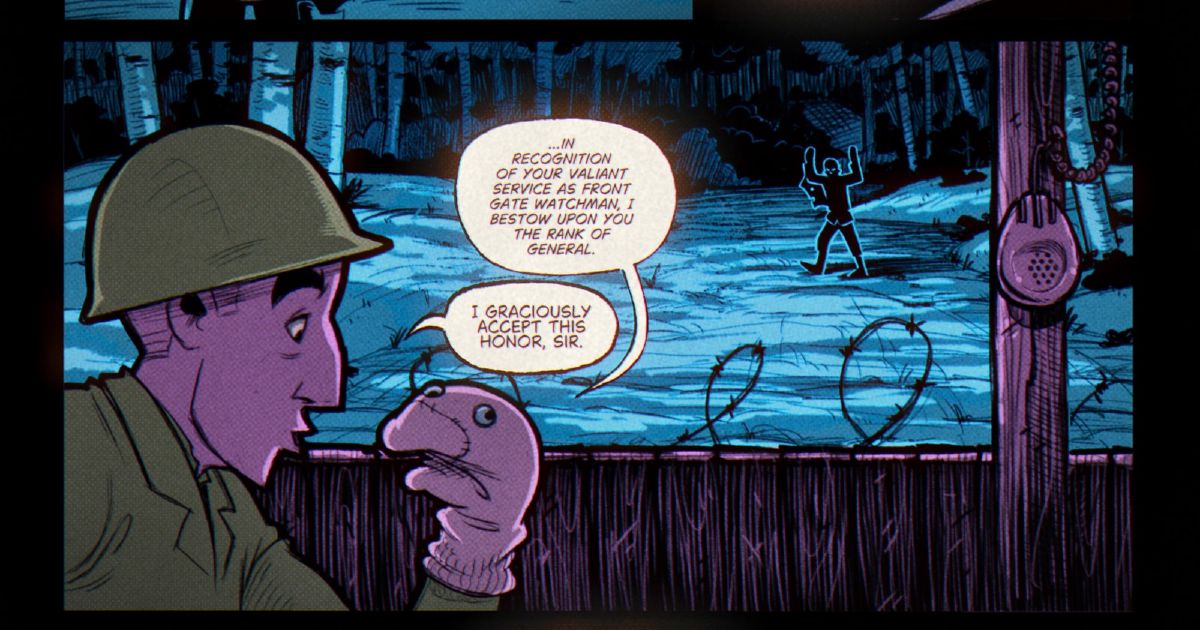 ...IN
RECOGNITION
OF YOUR VALIANT
SERVICE AS FRONT
GATE WATCHMAN, I
BESTOW UPON YOU
THE RANK OF
GENERAL.
I GRACIOUSLY
ACCEPT THIS
HONOR, SIR.